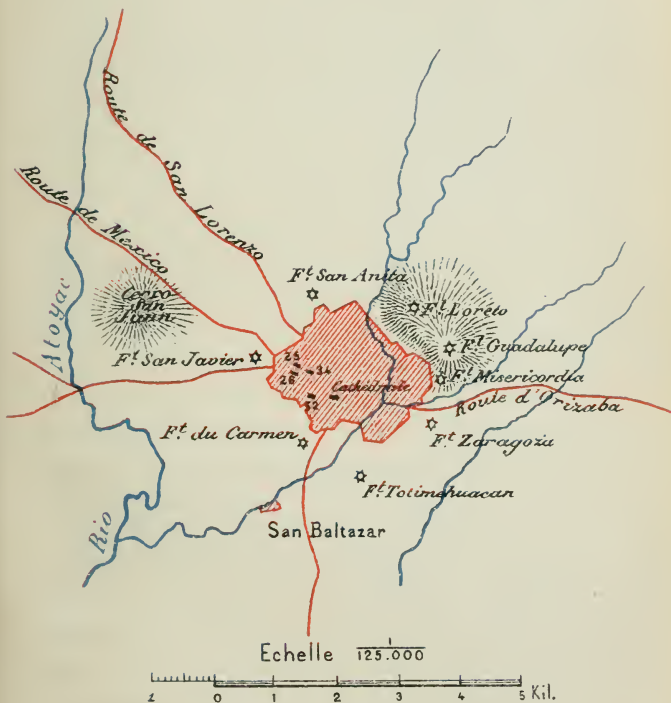 Route de San Lorenzo
Route de Mexico
Atoyac
Rio
Cerro
San
Juan
Ft San Anita
Ft Loreto
Ft Guadalupe
Ft San Javier
25
26
34
52
Cathédrale
Ft Misericordia
Route d'Orizaba
Ft Zaragoza
Ft du Carmen
Ft Totimehuacan
San Baltazar
Echelle 1/125.000
1 0 1 2 3 4 5 Kil.